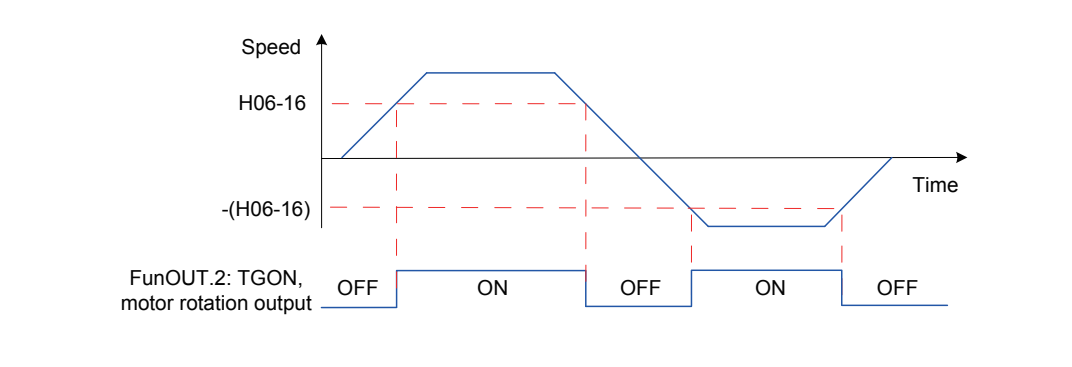 Speed
H06-16
Time
-(H06-16)
FunOUT.2: TGON,
motor rotation output
OFF
ON
OFF
ON
OFF